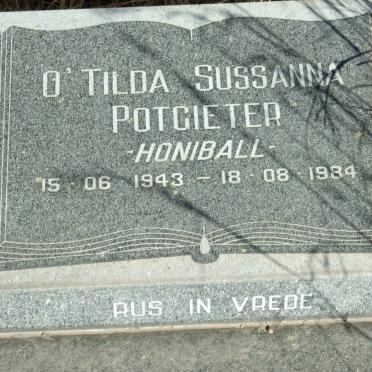 O' TILDA SUSSANNA
POTGIETER
-HONIBALL-
15·06·1943 – 18·08·1984
RUS IN VREDE